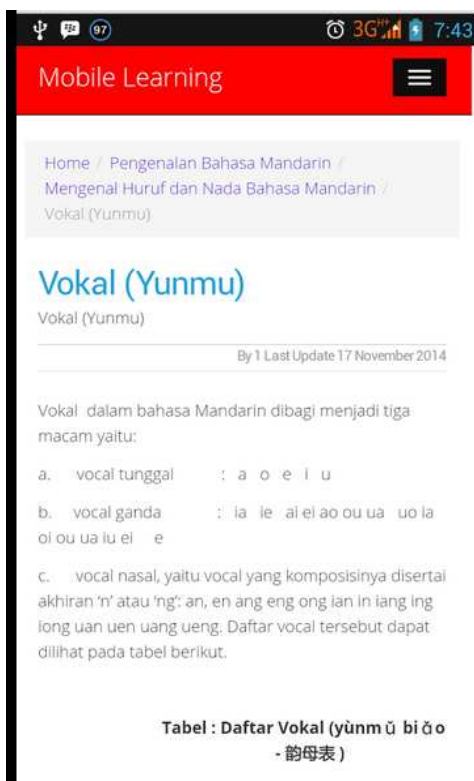 97 3G H+ 7:43
Mobile Learning
Home / Pengenalan Bahasa Mandarin /
Mengenal Huruf dan Nada Bahasa Mandarin /
Vokal (Yunmu)
Vokal (Yunmu)
Vokal (Yunmu)
By 1 Last Update 17 November 2014
Vokal dalam bahasa Mandarin dibagi menjadi tiga
macam yaitu:
a. vocal tunggal : a o e i u
b. vocal ganda : ia ie ai ei ao ou ua uo ia
oi ou ua iu ei e
c. vocal nasal, yaitu vocal yang komposisinya disertai
akhiran 'n' atau 'ng': an, en ang eng ong ian in iang ing
iong uan uen uang ueng. Daftar vocal tersebut dapat
dilihat pada tabel berikut.
Tabel : Daftar Vokal (yùnm ǔ bi ǎo
- 韵母表 )